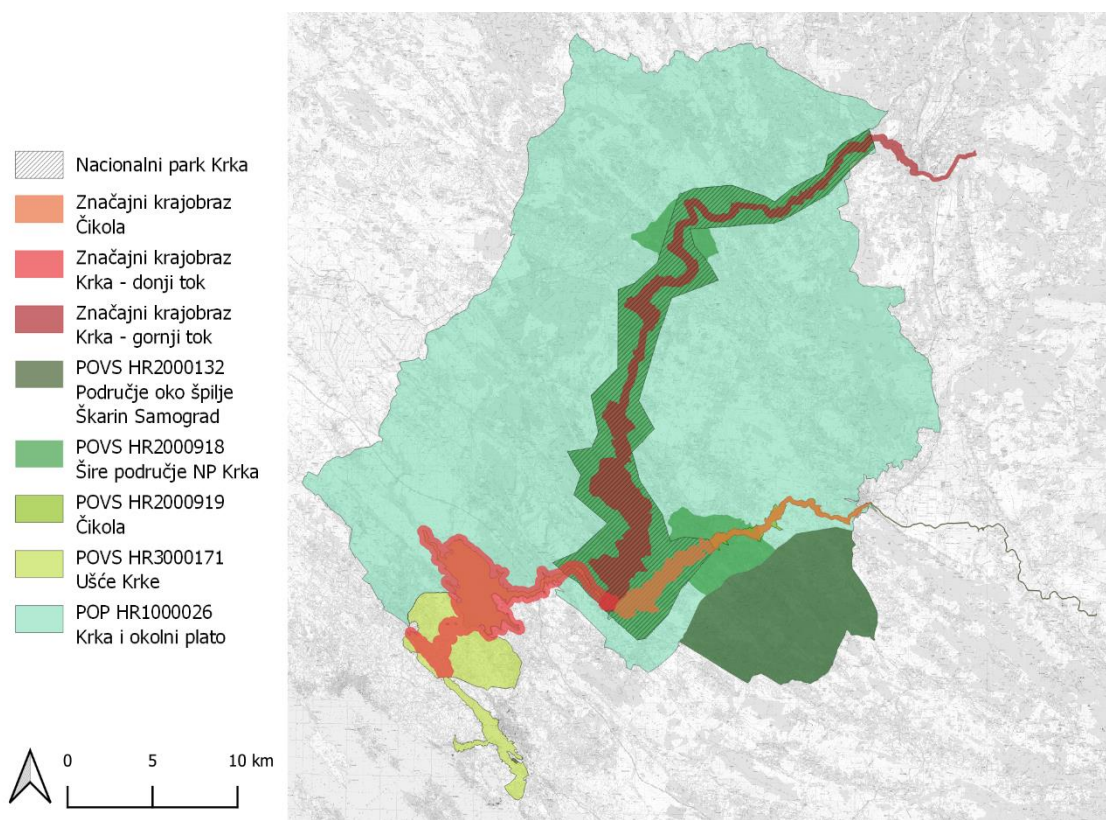 Nacionalni park Krka
Značajni krajobraz
Čikola
Značajni krajobraz
Krka - donji tok
Značajni krajobraz
Krka - gornji tok
POVS HR2000132
Područje oko špilje
Škarin Samograd
POVS HR2000918
Šire područje NP Krka
POVS HR2000919
Čikola
POVS HR3000171
Ušće Krke
POP HR1000026
Krka i okolni plato
0 5 10 km